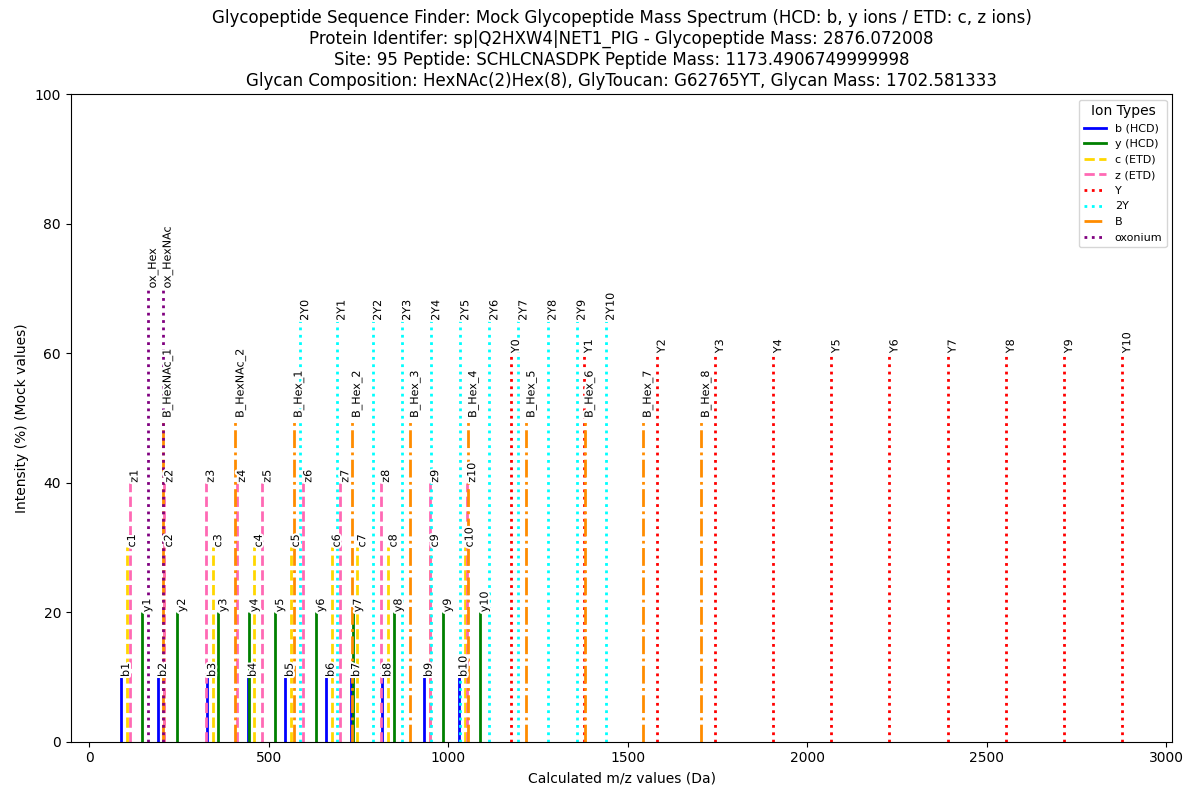 Glycopeptide Sequence Finder: Mock Glycopeptide Mass Spectrum (HCD: b, y ions / ETD: c, z ions)
Protein Identifer: sp|Q2HXW4|NET1_PIG - Glycopeptide Mass: 2876.072008
Site: 95 Peptide: SCHLCNASDPK Peptide Mass: 1173.4906749999998
Glycan Composition: HexNAc(2)Hex(8), GlyToucan: G62765YT, Glycan Mass: 1702.581333
100
80
60
40
20
0
Intensity (%) (Mock values)
Ion Types
b (HCD)
y (HCD)
c (ETD)
z (ETD)
Y
2Y
B
oxonium
ox_Hex
ox_HexNAc
2Y0
2Y1
2Y2
2Y3
2Y4
2Y5
2Y6
2Y7
2Y8
2Y9
2Y10
Y0
Y1
Y2
Y3
Y4
Y5
Y6
Y7
Y8
Y9
Y10
B_HexNAc_1
B_HexNAc_2
B_Hex_1
B_Hex_2
B_Hex_3
B_Hex_4
B_Hex_5
B_Hex_6
B_Hex_7
B_Hex_8
z1
z2
z3
z4
z5
z6
z7
z8
z9
z10
c1
c2
c3
c4
c5
c6
c7
c8
c9
c10
y1
y2
y3
y4
y5
y6
y7
y8
y9
y10
b1
b2
b3
b4
b5
b6
b7
b8
b9
b10
0
500
1000
1500
2000
2500
3000
Calculated m/z values (Da)